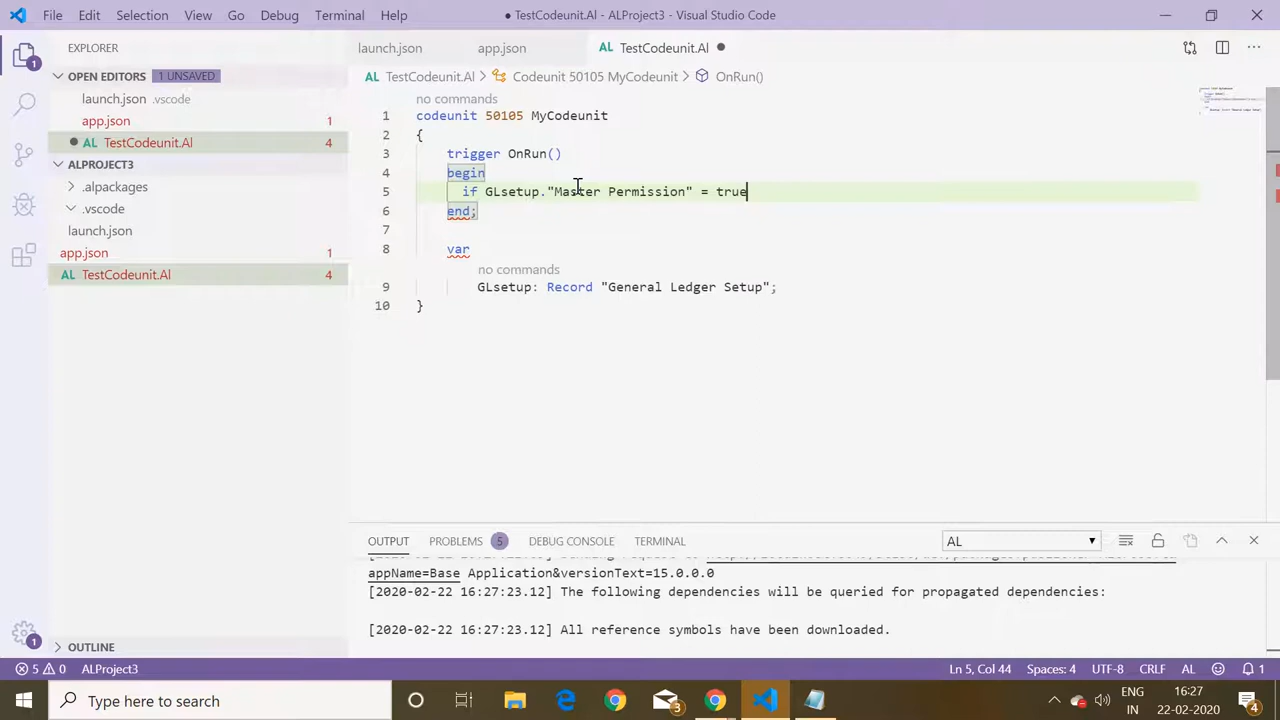 File Edit Selection View Go Debug Terminal Help
● TestCodeunit.Al - ALProject3 - Visual Studio Code
EXPLORER
OPEN EDITORS 1 UNSAVED
launch.json .vscode
app.json 1
TestCodeunit.Al 4
ALPROJECT3
.alpackages
.vscode
launch.json
app.json 1
AL TestCodeunit.Al 4
OUTLINE
launch.json app.json AL TestCodeunit.Al
AL TestCodeunit.Al > Codeunit 50105 MyCodeunit > OnRun()
no commands
1 codeunit 50105 MyCodeunit
2 {
3 trigger OnRun()
4 begin
5 if GLsetup."Master Permission" = true
6 end;
7
8 var
no commands
9 GLsetup: Record "General Ledger Setup";
10 }
OUTPUT PROBLEMS 5 DEBUG CONSOLE TERMINAL AL
appName=Base Application&versionText=15.0.0.0
[2020-02-22 16:27:23.12] The following dependencies will be queried for propagated dependencies:
[2020-02-22 16:27:23.12] All reference symbols have been downloaded.
5 0 ALProject3 Ln 5, Col 44 Spaces: 4 UTF-8 CRLF AL 1
Type here to search
3
ENG
IN
16:27
22-02-2020
4